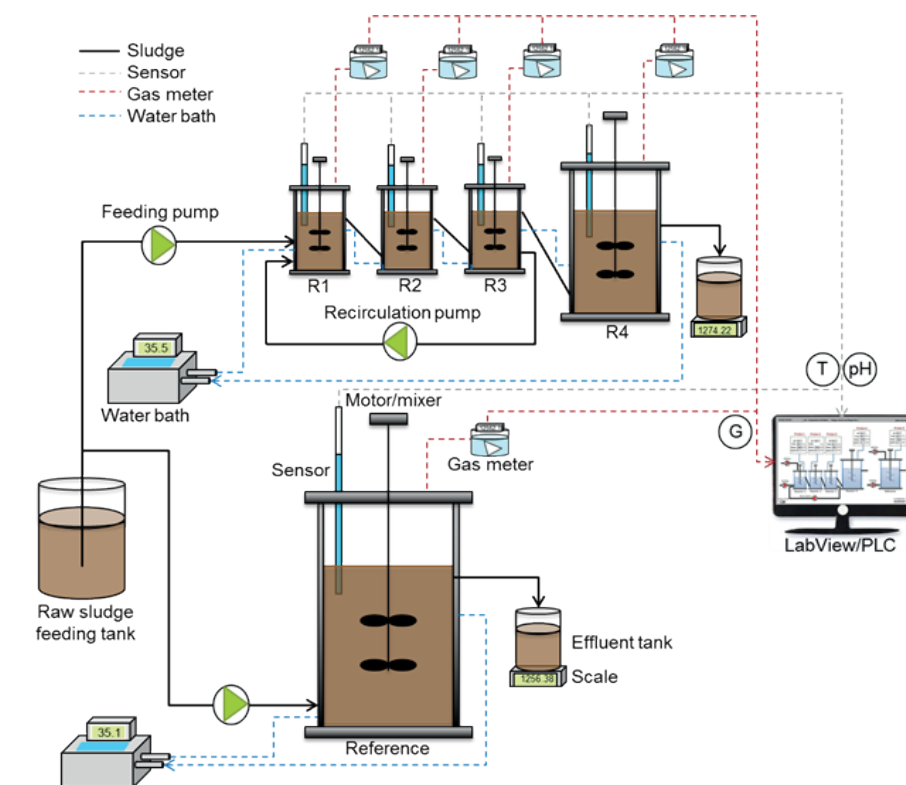 Sludge
Sensor
Gas meter
Water bath
Feeding pump
R1
R2
R3
Recirculation pump
R4
1274.22
35.5
Water bath
T
pH
Motor/mixer
G
Sensor
Gas meter
LabView/PLC
Raw sludge
feeding tank
Effluent tank
1256.38
Scale
35.1
Reference